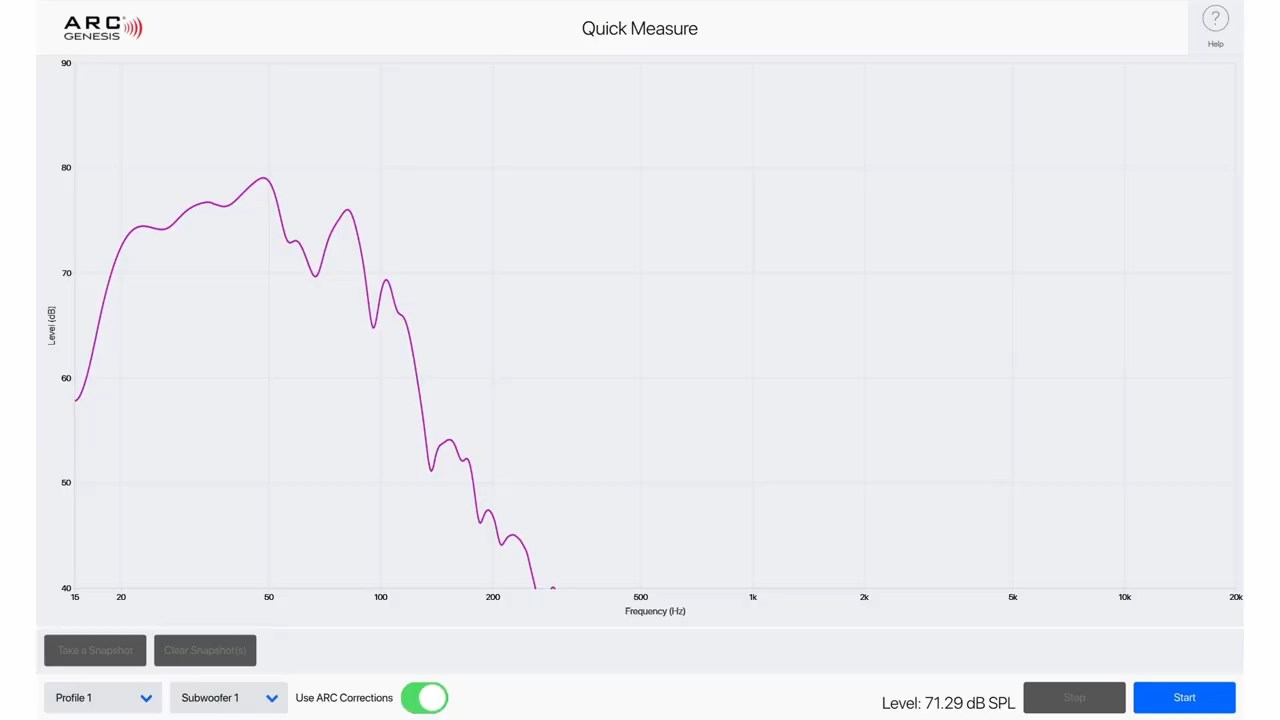 ARC
GENESIS
Quick Measure
?
Help
90
80
70
60
50
40
Level (dB)
15 20 50 100 200 500 1k 2k 5k 10k 20k
Frequency (Hz)
Take a Snapshot Clear Snapshot(s)
Profile 1 Subwoofer 1 Use ARC Corrections Level: 71.29 dB SPL Stop Start